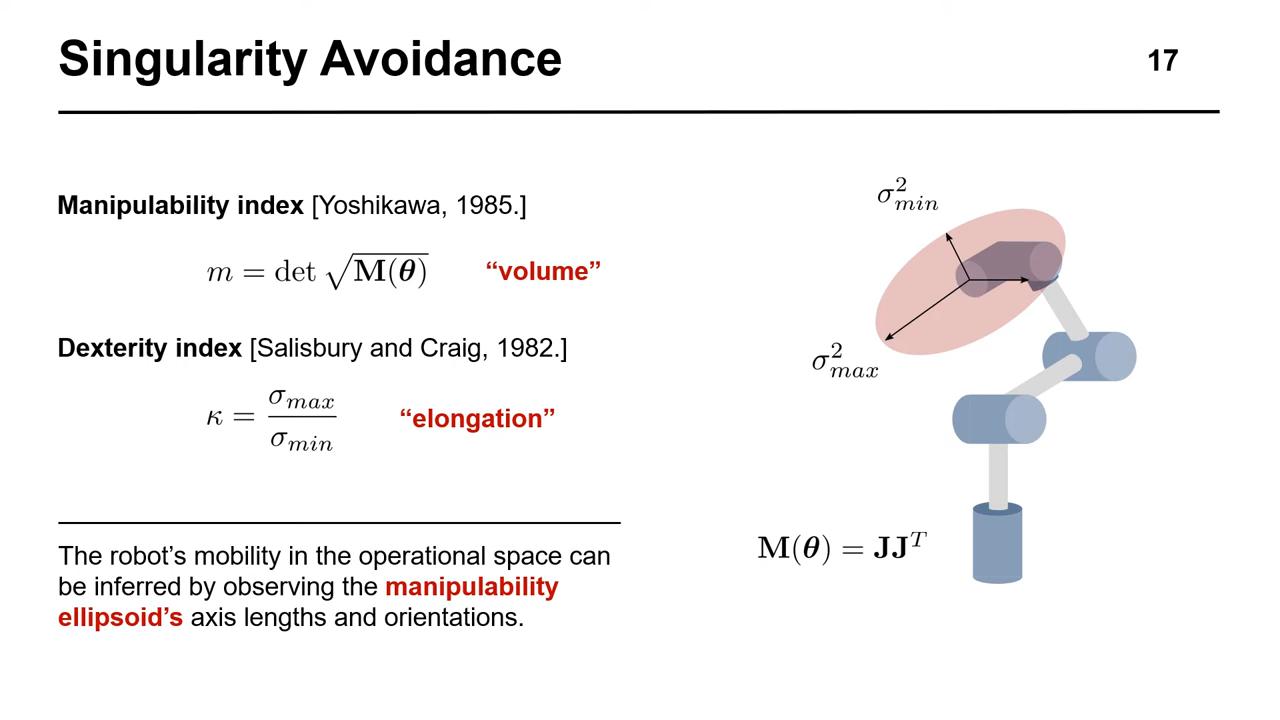 Singularity Avoidance
17
Manipulability index [Yoshikawa, 1985.]
m = det √M(θ) “volume”
Dexterity index [Salisbury and Craig, 1982.]
κ = σmax / σmin “elongation”
The robot’s mobility in the operational space can
be inferred by observing the manipulability
ellipsoid’s axis lengths and orientations.
σ²min
σ²max
M(θ) = JJᵀ